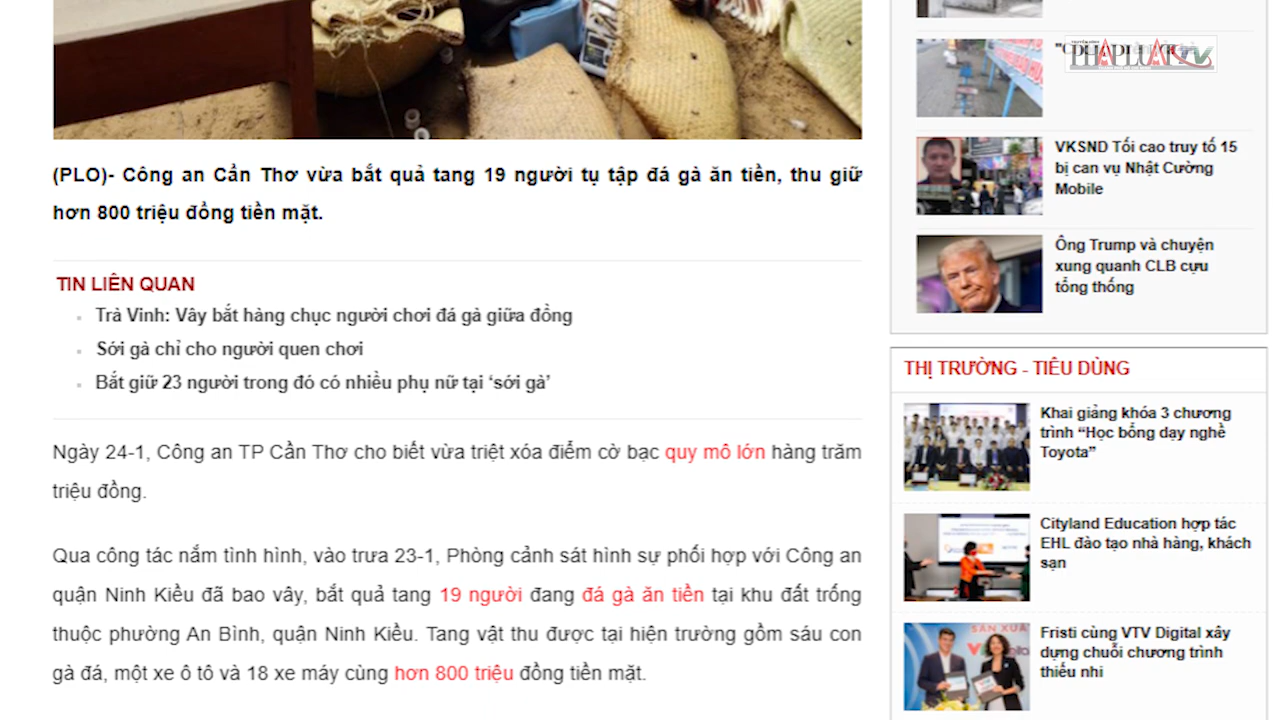 (PLO)- Công an Cần Thơ vừa bắt quả tang 19 người tụ tập đá gà ăn tiền, thu giữ
hơn 800 triệu đồng tiền mặt.
TIN LIÊN QUAN
Trà Vinh: Vây bắt hàng chục người chơi đá gà giữa đồng
Sới gà chỉ cho người quen chơi
Bắt giữ 23 người trong đó có nhiều phụ nữ tại ‘sới gà’
Ngày 24-1, Công an TP Cần Thơ cho biết vừa triệt xóa điểm cờ bạc quy mô lớn hàng trăm
triệu đồng.
Qua công tác nắm tình hình, vào trưa 23-1, Phòng cảnh sát hình sự phối hợp với Công an
quận Ninh Kiều đã bao vây, bắt quả tang 19 người đang đá gà ăn tiền tại khu đất trống
thuộc phường An Bình, quận Ninh Kiều. Tang vật thu được tại hiện trường gồm sáu con
gà đá, một xe ô tô và 18 xe máy cùng hơn 800 triệu đồng tiền mặt.
PHÁPLUẬT TV
VKSND Tối cao truy tố 15
bị can vụ Nhật Cường
Mobile
Ông Trump và chuyện
xung quanh CLB cựu
tổng thống
THỊ TRƯỜNG - TIÊU DÙNG
Khai giảng khóa 3 chương
trình “Học bổng dạy nghề
Toyota”
Cityland Education hợp tác
EHL đào tạo nhà hàng, khách
sạn
Fristi cùng VTV Digital xây
dựng chuỗi chương trình
thiếu nhi